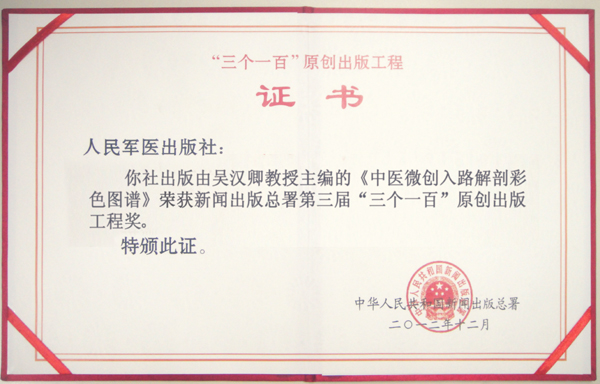 “三个一百”原创出版工程
证书
人民军医出版社：
你社出版由吴汉卿教授主编的《中医微创入路解剖彩
色图谱》荣获新闻出版总署第三届“三个一百”原创出版
工程奖。
特颁此证。
中华人民共和国新闻出版总署
二〇一二年十二月